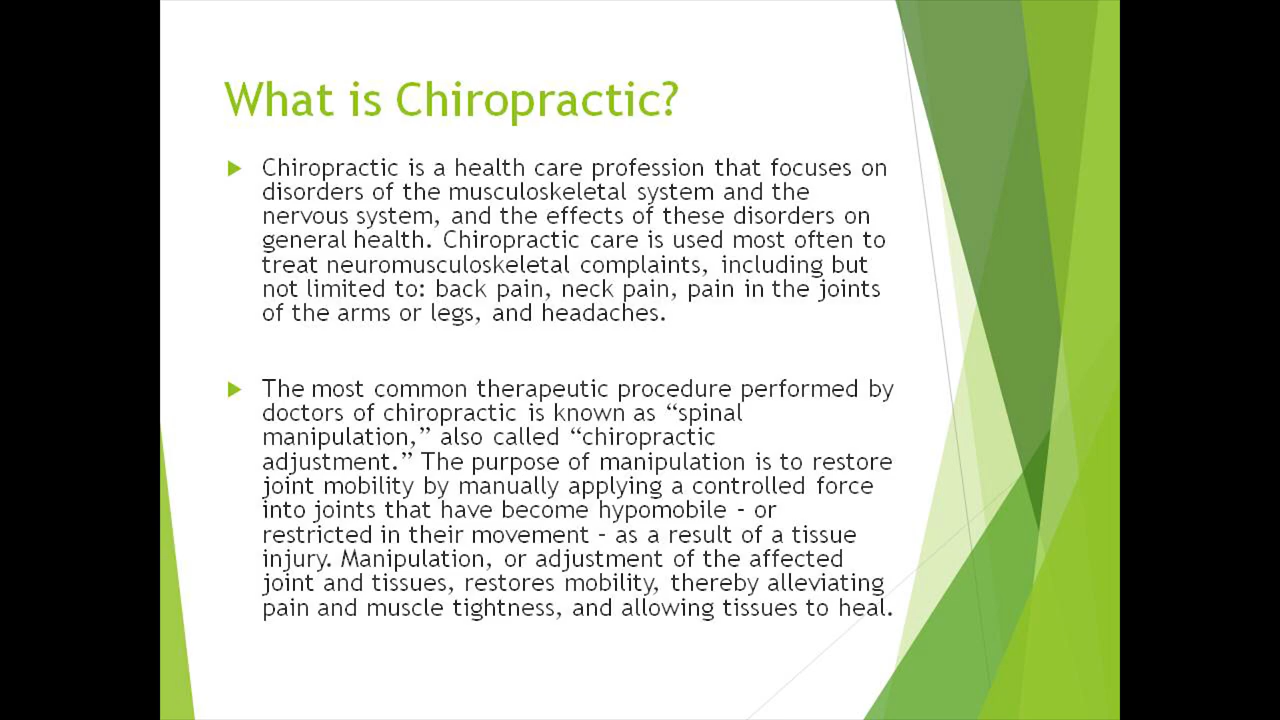 What is Chiropractic?
Chiropractic is a health care profession that focuses on
disorders of the musculoskeletal system and the
nervous system, and the effects of these disorders on
general health. Chiropractic care is used most often to
treat neuromusculoskeletal complaints, including but
not limited to: back pain, neck pain, pain in the joints
of the arms or legs, and headaches.
The most common therapeutic procedure performed by
doctors of chiropractic is known as “spinal
manipulation,” also called “chiropractic
adjustment.” The purpose of manipulation is to restore
joint mobility by manually applying a controlled force
into joints that have become hypomobile – or
restricted in their movement – as a result of a tissue
injury. Manipulation, or adjustment of the affected
joint and tissues, restores mobility, thereby alleviating
pain and muscle tightness, and allowing tissues to heal.